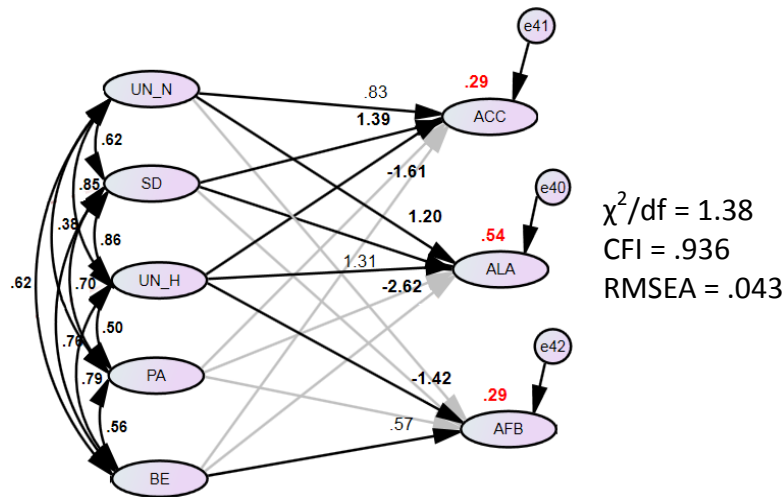 e41
.29
UN_N
.83
ACC
1.39
.62
-1.61
.85
SD
e40
.38
1.20
χ²/df = 1.38
.54
.86
CFI = .936
1.31
ALA
.62
.70
UN_H
-2.62
RMSEA = .043
.50
.76
e42
.79
PA
-1.42
.29
.56
.57
AFB
BE